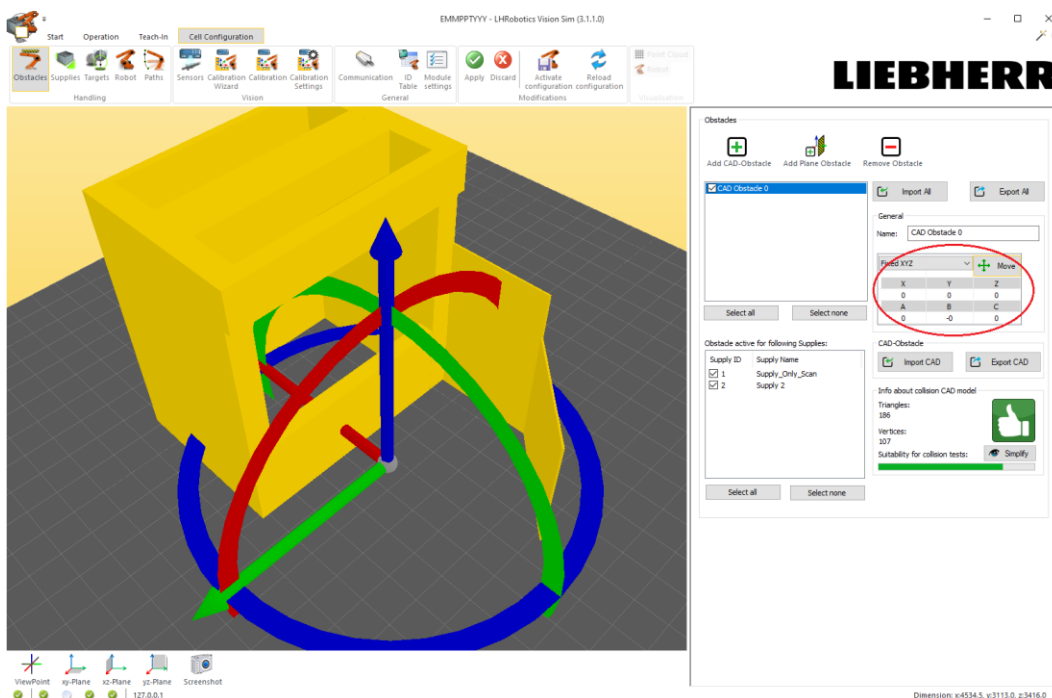 EMMPPTYYY - LHRobotics Vision Sim (3.1.1.0)
Start Operation Teach-In Cell Configuration
Obstacles Supplies Targets Robot Paths Sensors Calibration Wizard Calibration Calibration Settings Communication ID Table Module settings Apply Discard Activate configuration Reload configuration Point Cloud Robot
Handling Vision General Modifications Visualisation
LIEBHERR
Obstacles
Add CAD-Obstacle Add Plane Obstacle Remove Obstacle
CAD Obstacle 0
Import All Export All
General
Name: CAD Obstacle 0
Fixed XYZ Move
X Y Z
0 0 0
A B C
0 -0 0
Select all Select none
Obstacle active for following Supplies:
Supply ID Supply Name
1 Supply_Only_Scan
2 Supply 2
Select all Select none
CAD-Obstacle
Import CAD Export CAD
Info about collision CAD model
Triangles:
186
Vertices:
107
Suitability for collision tests: Simplify
ViewPoint xy-Plane xz-Plane yz-Plane Screenshot
127.0.0.1
Dimension: x:4534.5, y:3113.0, z:3416.0